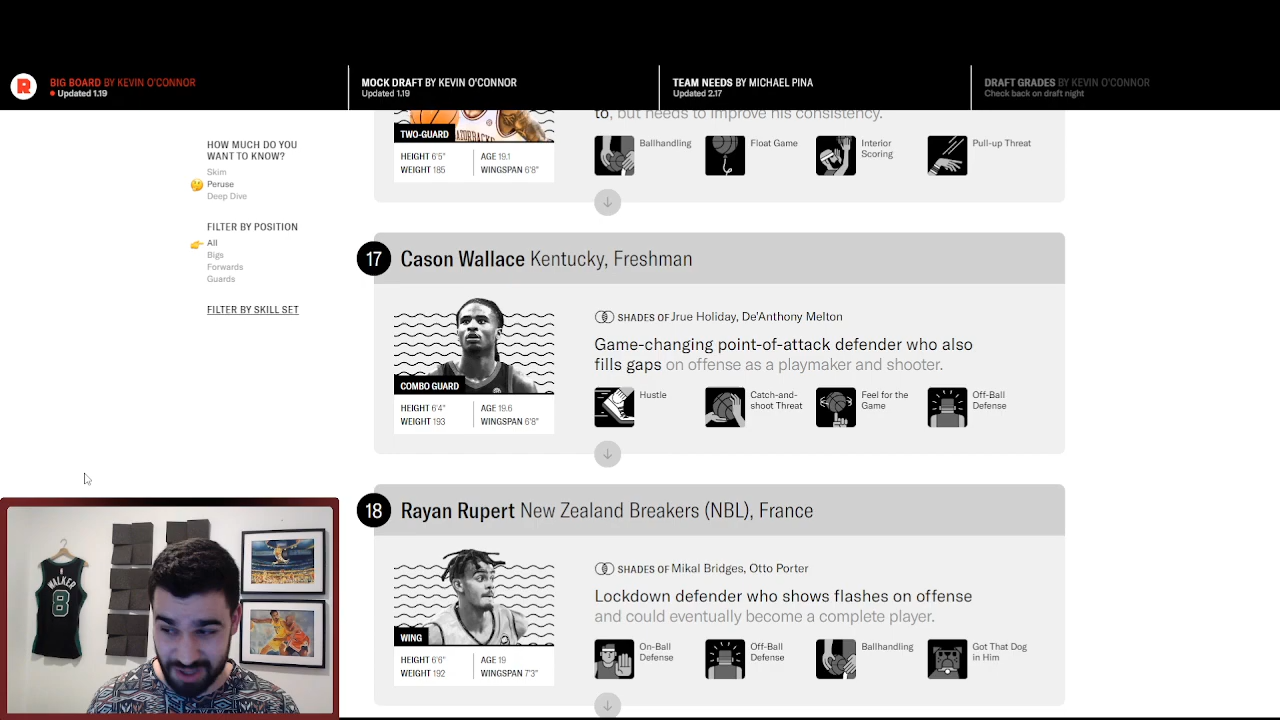 R
BIG BOARD BY KEVIN O'CONNOR
Updated 1.19
MOCK DRAFT BY KEVIN O'CONNOR
Updated 1.19
TEAM NEEDS BY MICHAEL PINA
Updated 2.17
DRAFT GRADES BY KEVIN O'CONNOR
Check back on draft night
HOW MUCH DO YOU
WANT TO KNOW?
Skim
Peruse
Deep Dive
FILTER BY POSITION
All
Bigs
Forwards
Guards
FILTER BY SKILL SET
to, but needs to improve his consistency.
TWO-GUARD
HEIGHT 6'5"
AGE 19.1
WEIGHT 185
WINGSPAN 6'8"
Ballhandling
Float Game
Interior
Scoring
Pull-up Threat
17
Cason Wallace Kentucky, Freshman
SHADES OF Jrue Holiday, De'Anthony Melton
Game-changing point-of-attack defender who also
fills gaps on offense as a playmaker and shooter.
COMBO GUARD
HEIGHT 6'4"
AGE 19.6
WEIGHT 193
WINGSPAN 6'8"
Hustle
Catch-and-
shoot Threat
Feel for the
Game
Off-Ball
Defense
18
Rayan Rupert New Zealand Breakers (NBL), France
SHADES OF Mikal Bridges, Otto Porter
Lockdown defender who shows flashes on offense
and could eventually become a complete player.
WING
HEIGHT 6'6"
AGE 19
WEIGHT 192
WINGSPAN 7'3"
On-Ball
Defense
Off-Ball
Defense
Ballhandling
Got That Dog
in Him
WALKER
8